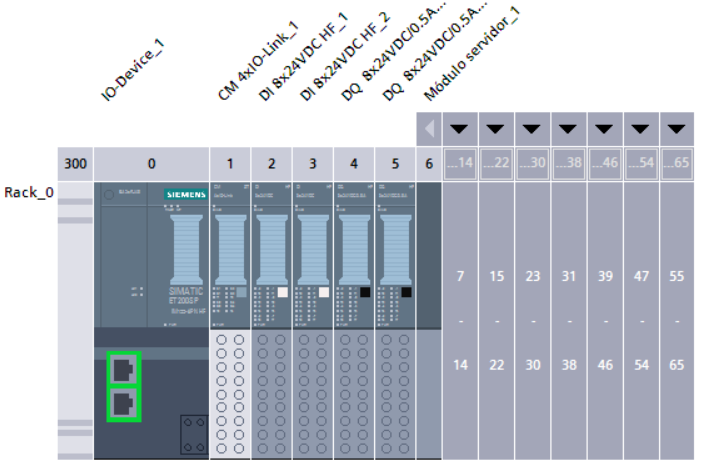 IO-Device_1
CM 4xIO-Link_1
DI 8x24VDC HF_1
DI 8x24VDC HF_2
DQ 8x24VDC/0.5A...
DQ 8x24VDC/0.5A...
Módulo servidor_1
300 0 1 2 3 4 5 6 ...14 ...22 ...30 ...38 ...46 ...54 ...65
Rack_0
SIEMENS
7 15 23 31 39 47 55
- - - - - - -
14 22 30 38 46 54 65
SIMATIC
ET 200SP